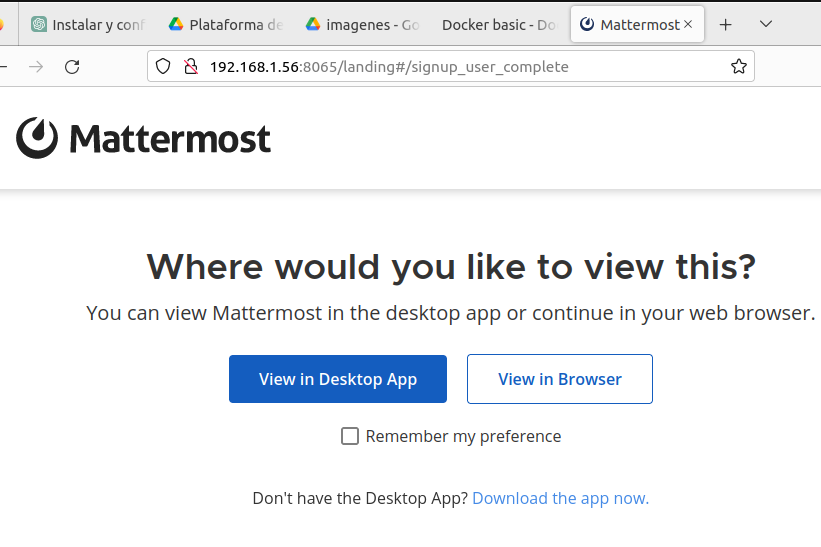 Instalar y conf
Plataforma de
imagenes - Go
Docker basic - Do
Mattermost
192.168.1.56:8065/landing#/signup_user_complete
Mattermost
Where would you like to view this?
You can view Mattermost in the desktop app or continue in your web browser.
View in Desktop App
View in Browser
Remember my preference
Don't have the Desktop App? Download the app now.